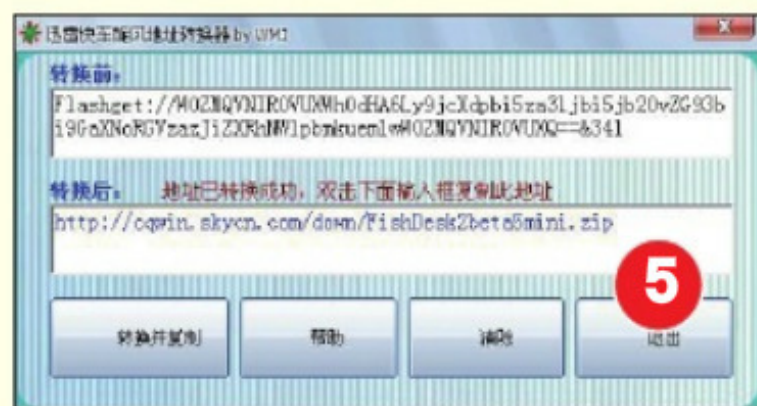 迅雷快车旋风地址转换器 by WMJ
转换前:
Flashget://W0ZMQVNIR0VUXWh0dHA6Ly9jcXdpbi5za3ljbi5jb20vZG93b
i9GaXNoRGVzazJiZXRhNW1pbmkuemlwW0ZMQVNIR0VUXQ==&341
转换后: 地址已转换成功，双击下面输入框复制此地址
http://cqwin.skycn.com/down/FishDesk2beta5mini.zip
5
转换并复制 帮助 清除 退出